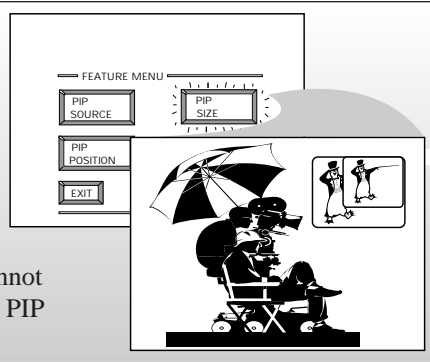 FEATURE MENU
PIP
SOURCE
PIP
SIZE
PIP
POSITION
EXIT
PIP